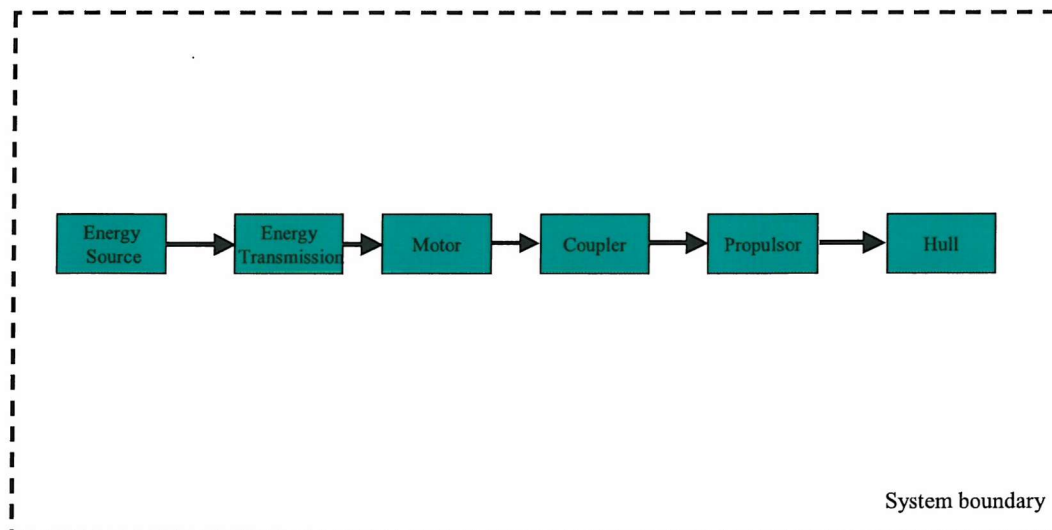 Energy
Source
Energy
Transmission
Motor
Coupler
Propulsor
Hull
System boundary